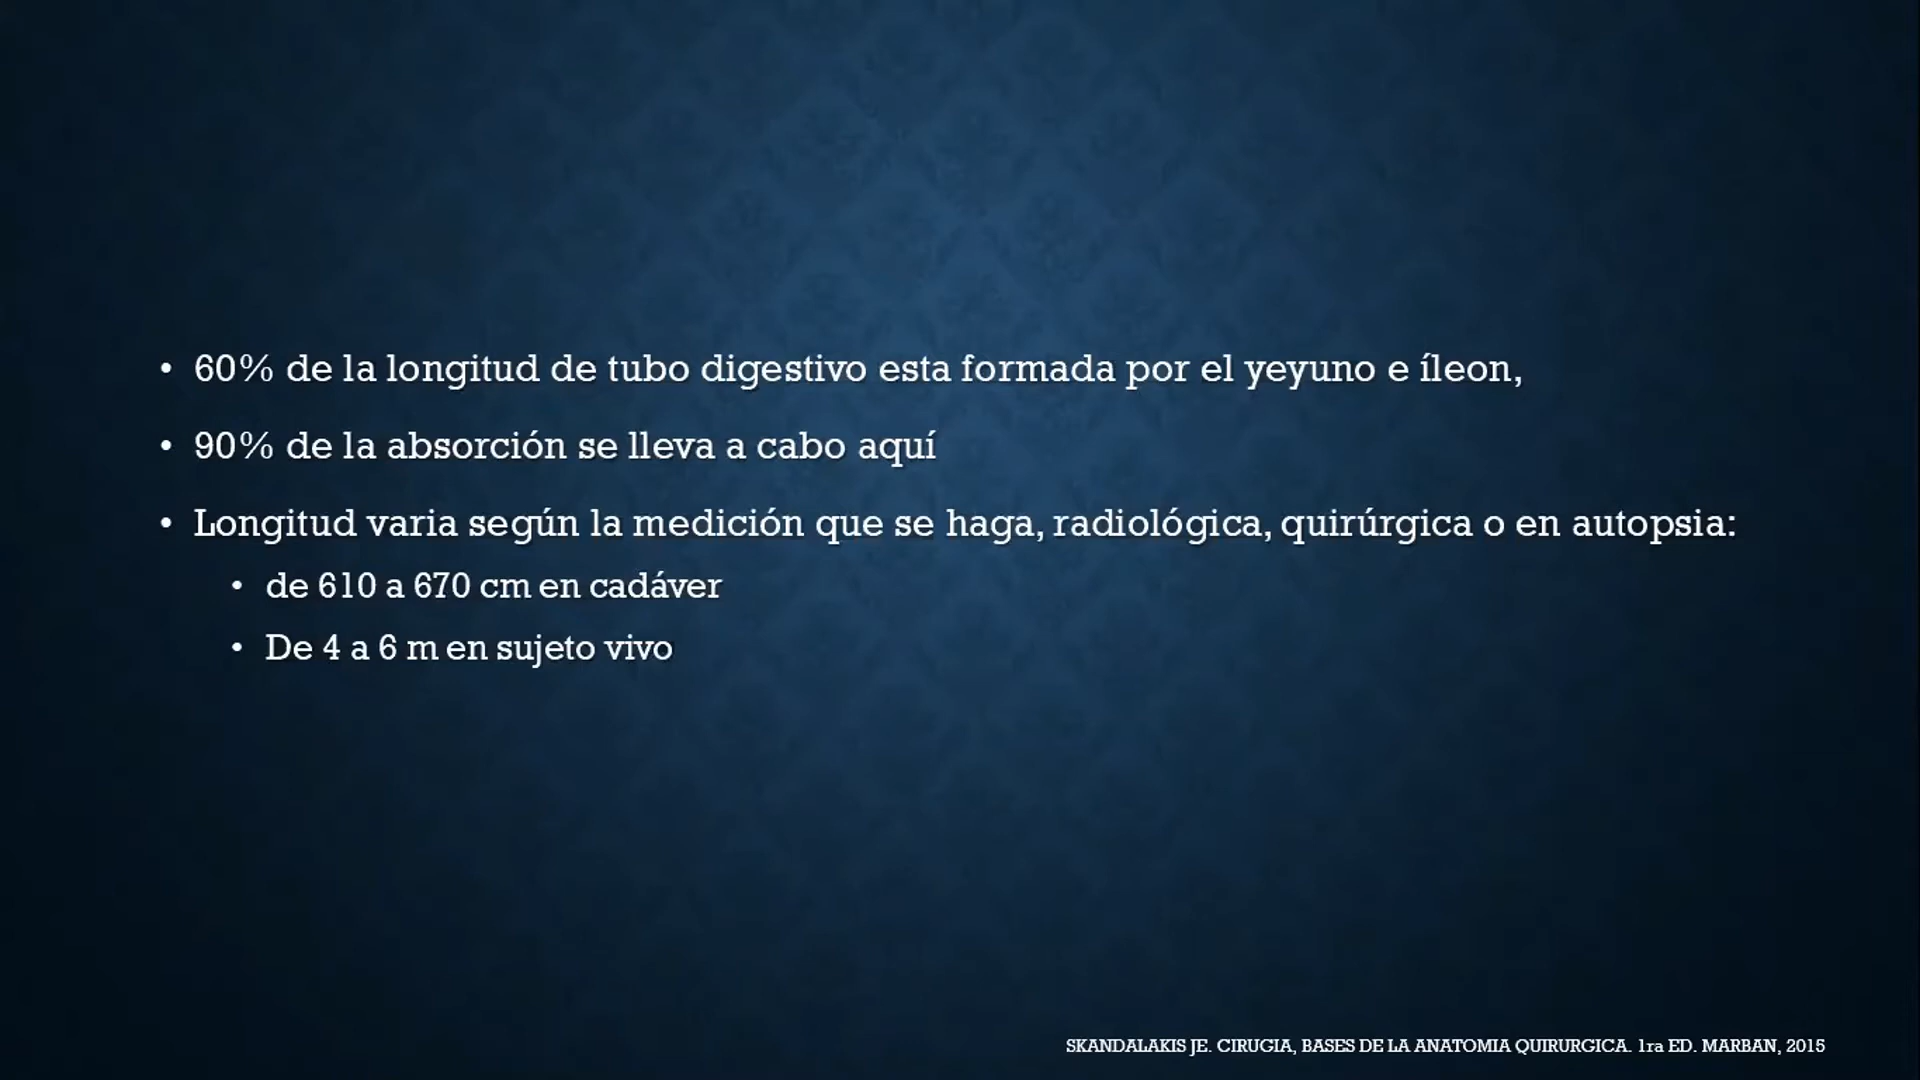 • 60% de la longitud de tubo digestivo esta formada por el yeyuno e íleon,
• 90% de la absorción se lleva a cabo aquí
• Longitud varia según la medición que se haga, radiológica, quirúrgica o en autopsia:
• de 610 a 670 cm en cadáver
• De 4 a 6 m en sujeto vivo
SKANDALAKIS JE. CIRUGIA, BASES DE LA ANATOMIA QUIRURGICA. 1ra ED. MARBAN, 2015